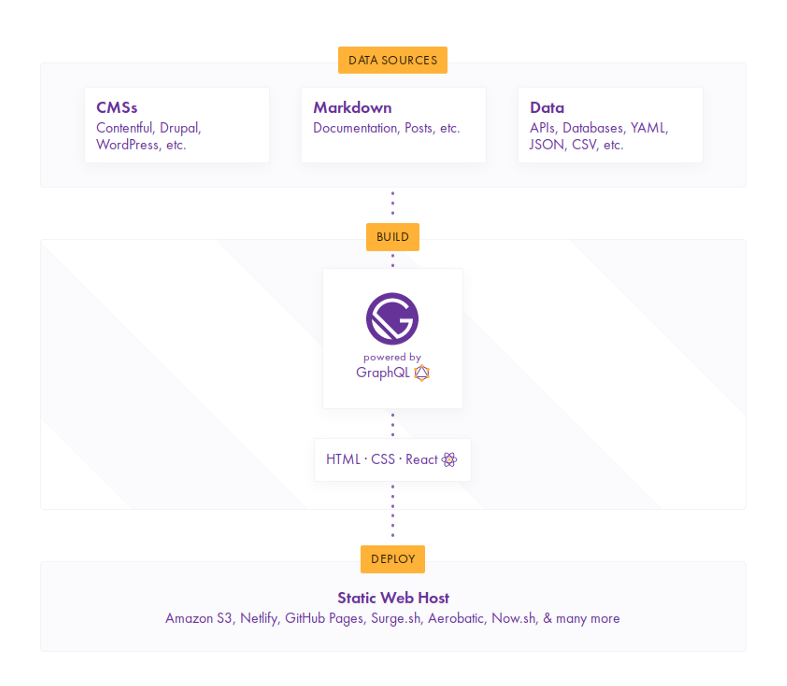 DATA SOURCES
CMSs
Contentful, Drupal,
WordPress, etc.
Markdown
Documentation, Posts, etc.
Data
APIs, Databases, YAML,
JSON, CSV, etc.
BUILD
powered by
GraphQL
HTML · CSS · React
DEPLOY
Static Web Host
Amazon S3, Netlify, GitHub Pages, Surge.sh, Aerobatic, Now.sh, & many more